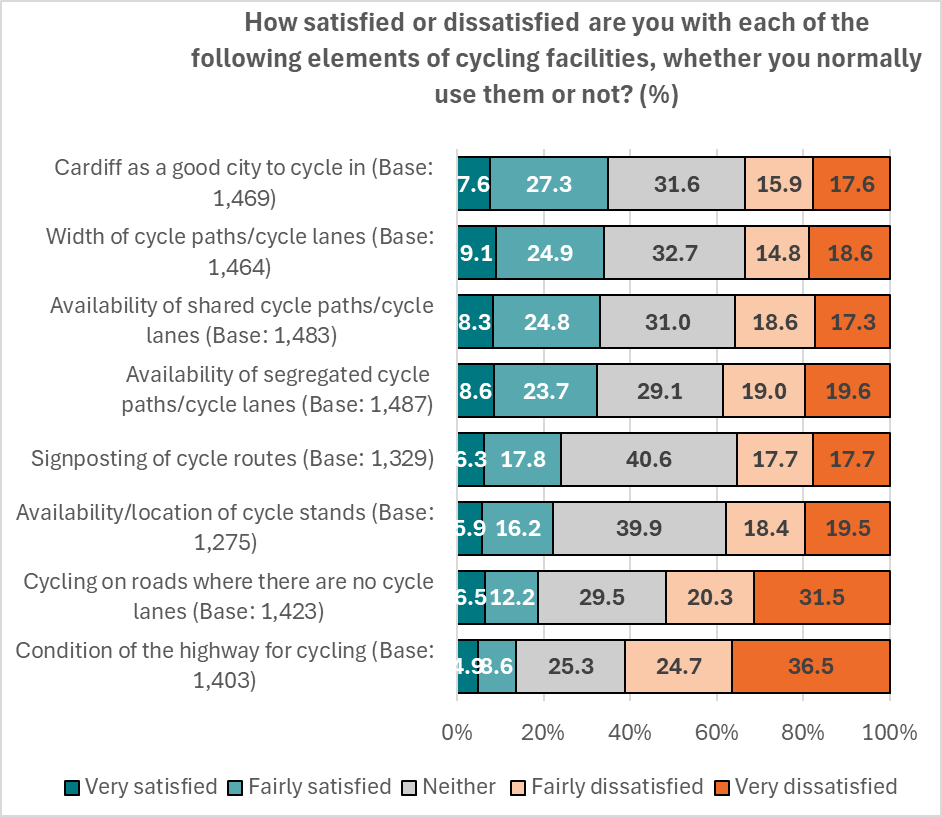 How satisfied or dissatisfied are you with each of the
following elements of cycling facilities, whether you normally
use them or not? (%)
Cardiff as a good city to cycle in (Base:
1,469)
7.6 27.3 31.6 15.9 17.6
Width of cycle paths/cycle lanes (Base:
1,464)
9.1 24.9 32.7 14.8 18.6
Availability of shared cycle paths/cycle
lanes (Base: 1,483)
8.3 24.8 31.0 18.6 17.3
Availability of segregated cycle
paths/cycle lanes (Base: 1,487)
8.6 23.7 29.1 19.0 19.6
Signposting of cycle routes (Base: 1,329)
6.3 17.8 40.6 17.7 17.7
Availability/location of cycle stands (Base:
1,275)
5.9 16.2 39.9 18.4 19.5
Cycling on roads where there are no cycle
lanes (Base: 1,423)
6.5 12.2 29.5 20.3 31.5
Condition of the highway for cycling (Base:
1,403)
4.9 8.6 25.3 24.7 36.5
0% 20% 40% 60% 80% 100%
Very satisfied Fairly satisfied Neither Fairly dissatisfied Very dissatisfied